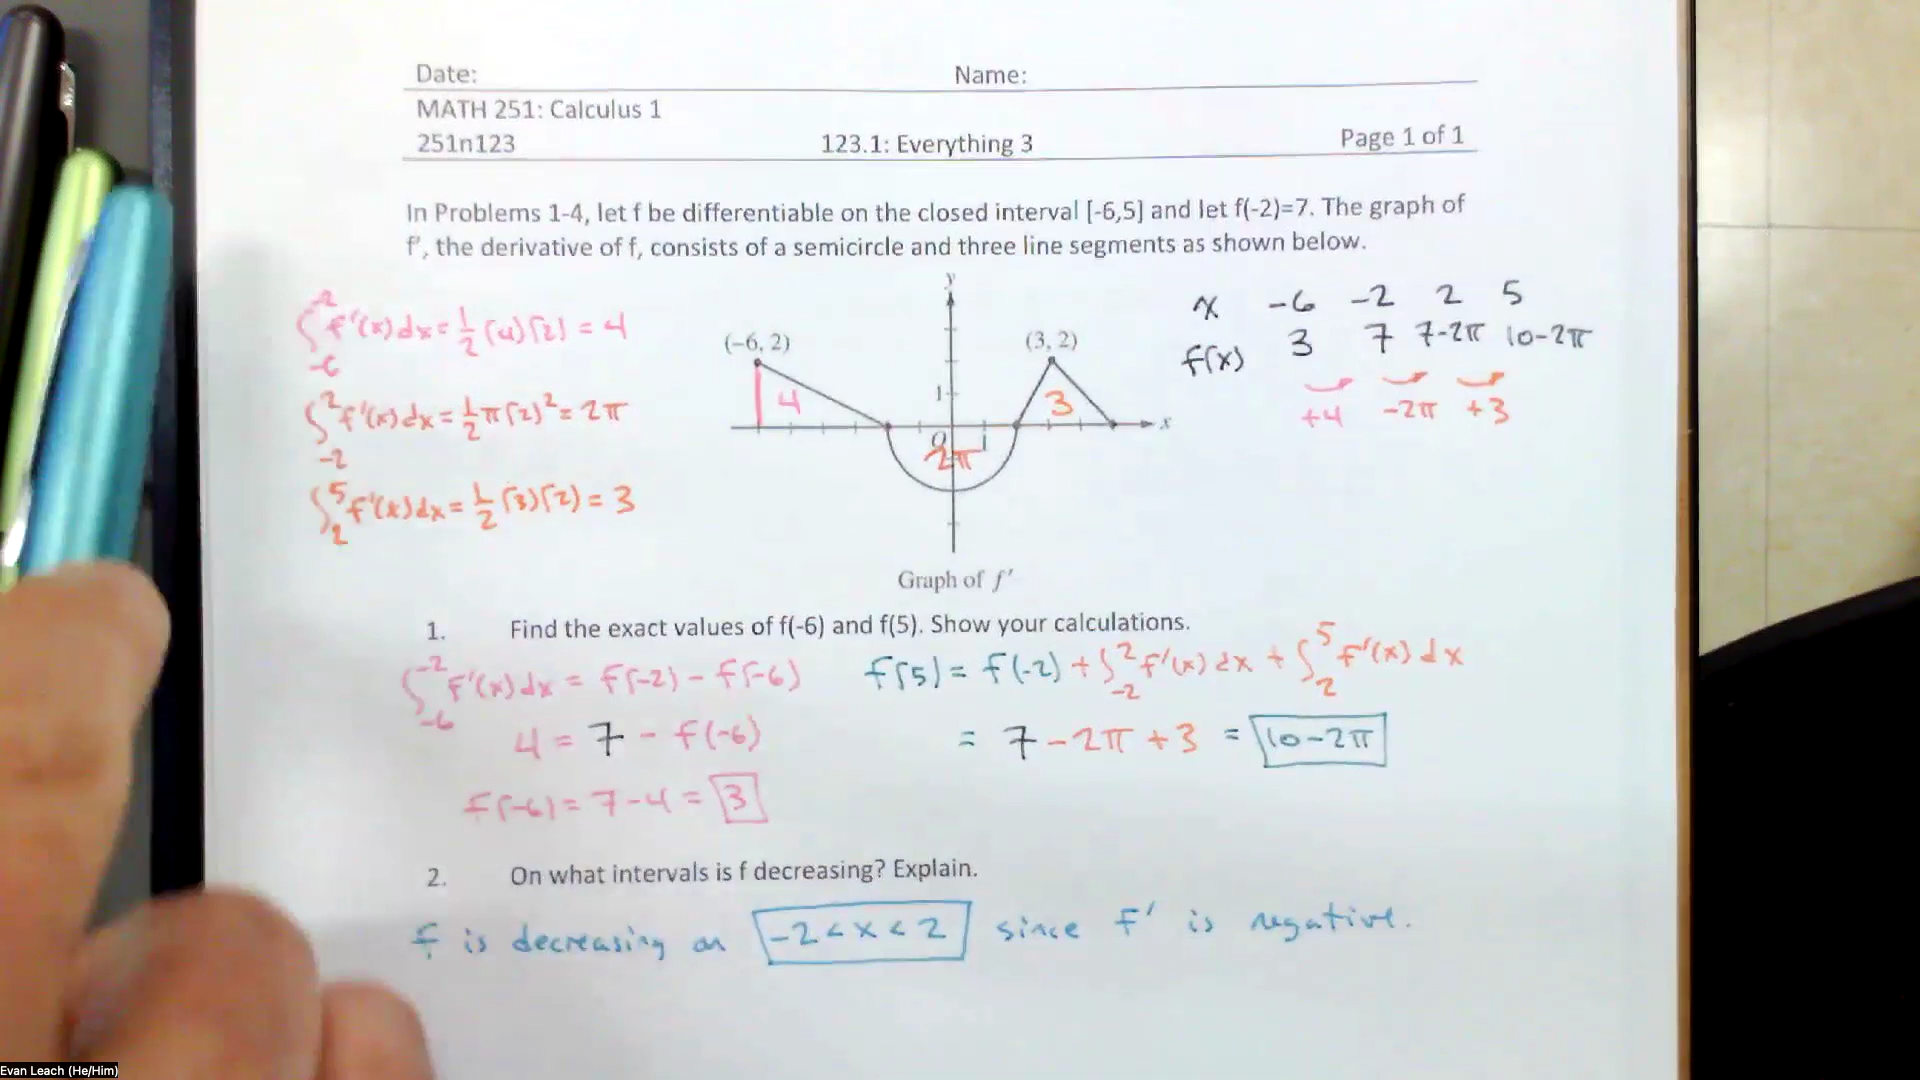 Date: Name:
MATH 251: Calculus 1
251n123 123.1: Everything 3 Page 1 of 1
In Problems 1-4, let f be differentiable on the closed interval [-6,5] and let f(-2)=7. The graph of
f', the derivative of f, consists of a semicircle and three line segments as shown below.
∫_{-6}^{-2} f'(x)dx = 1/2 (4)(2) = 4
∫_{-2}^{2} f'(x)dx = 1/2 π(2)² = 2π
∫_{2}^{5} f'(x)dx = 1/2 (3)(2) = 3
y
(-6, 2) (3, 2)
1
4 3
O 1 x
2π
Graph of f'
x -6 -2 2 5
f(x) 3 7 7-2π 10-2π
+4 -2π +3
1. Find the exact values of f(-6) and f(5). Show your calculations.
∫_{-6}^{-2} f'(x)dx = f(-2) - f(-6)
4 = 7 - f(-6)
f(-6) = 7-4 = 3
f(5) = f(-2) + ∫_{-2}^{2} f'(x)dx + ∫_{2}^{5} f'(x)dx
= 7 - 2π + 3 = 10-2π
2. On what intervals is f decreasing? Explain.
f is decreasing on -2 < x < 2 since f' is negative.
Evan Leach (He/Him)